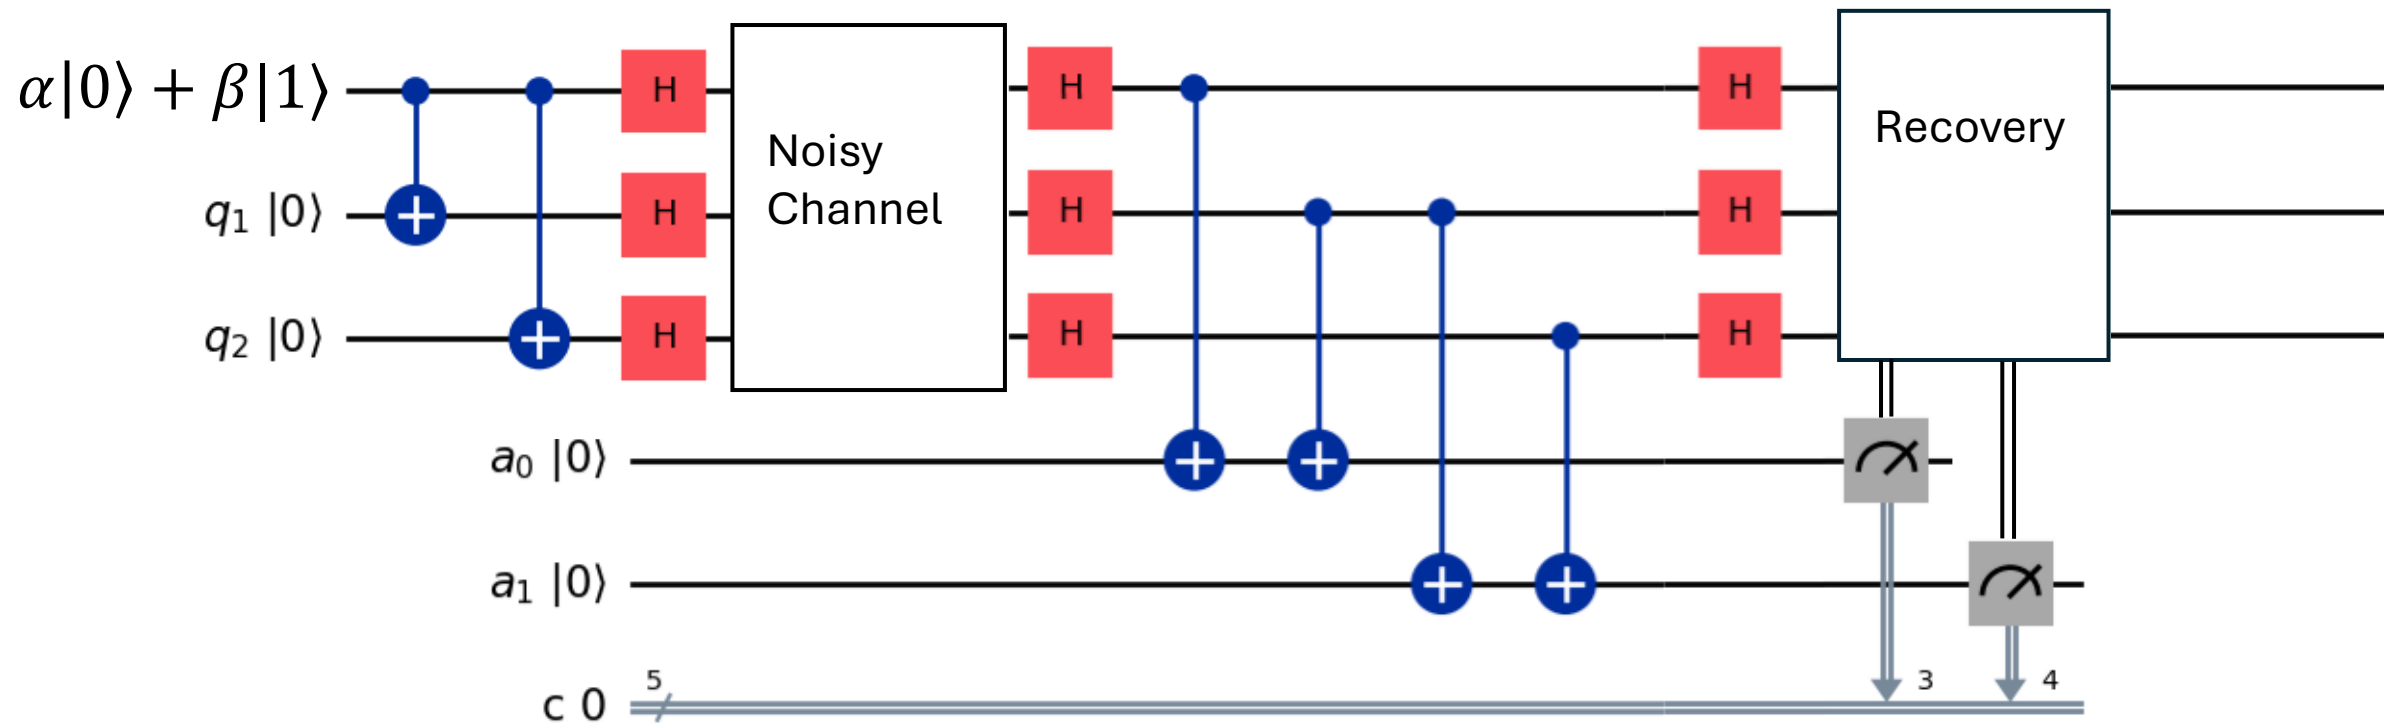 α|0⟩ + β|1⟩
H
H
Recovery
H
Noisy
Channel
q₁ |0⟩
H
H
H
q₂ |0⟩
H
H
H
a₀ |0⟩
a₁ |0⟩
5
3
4
c 0